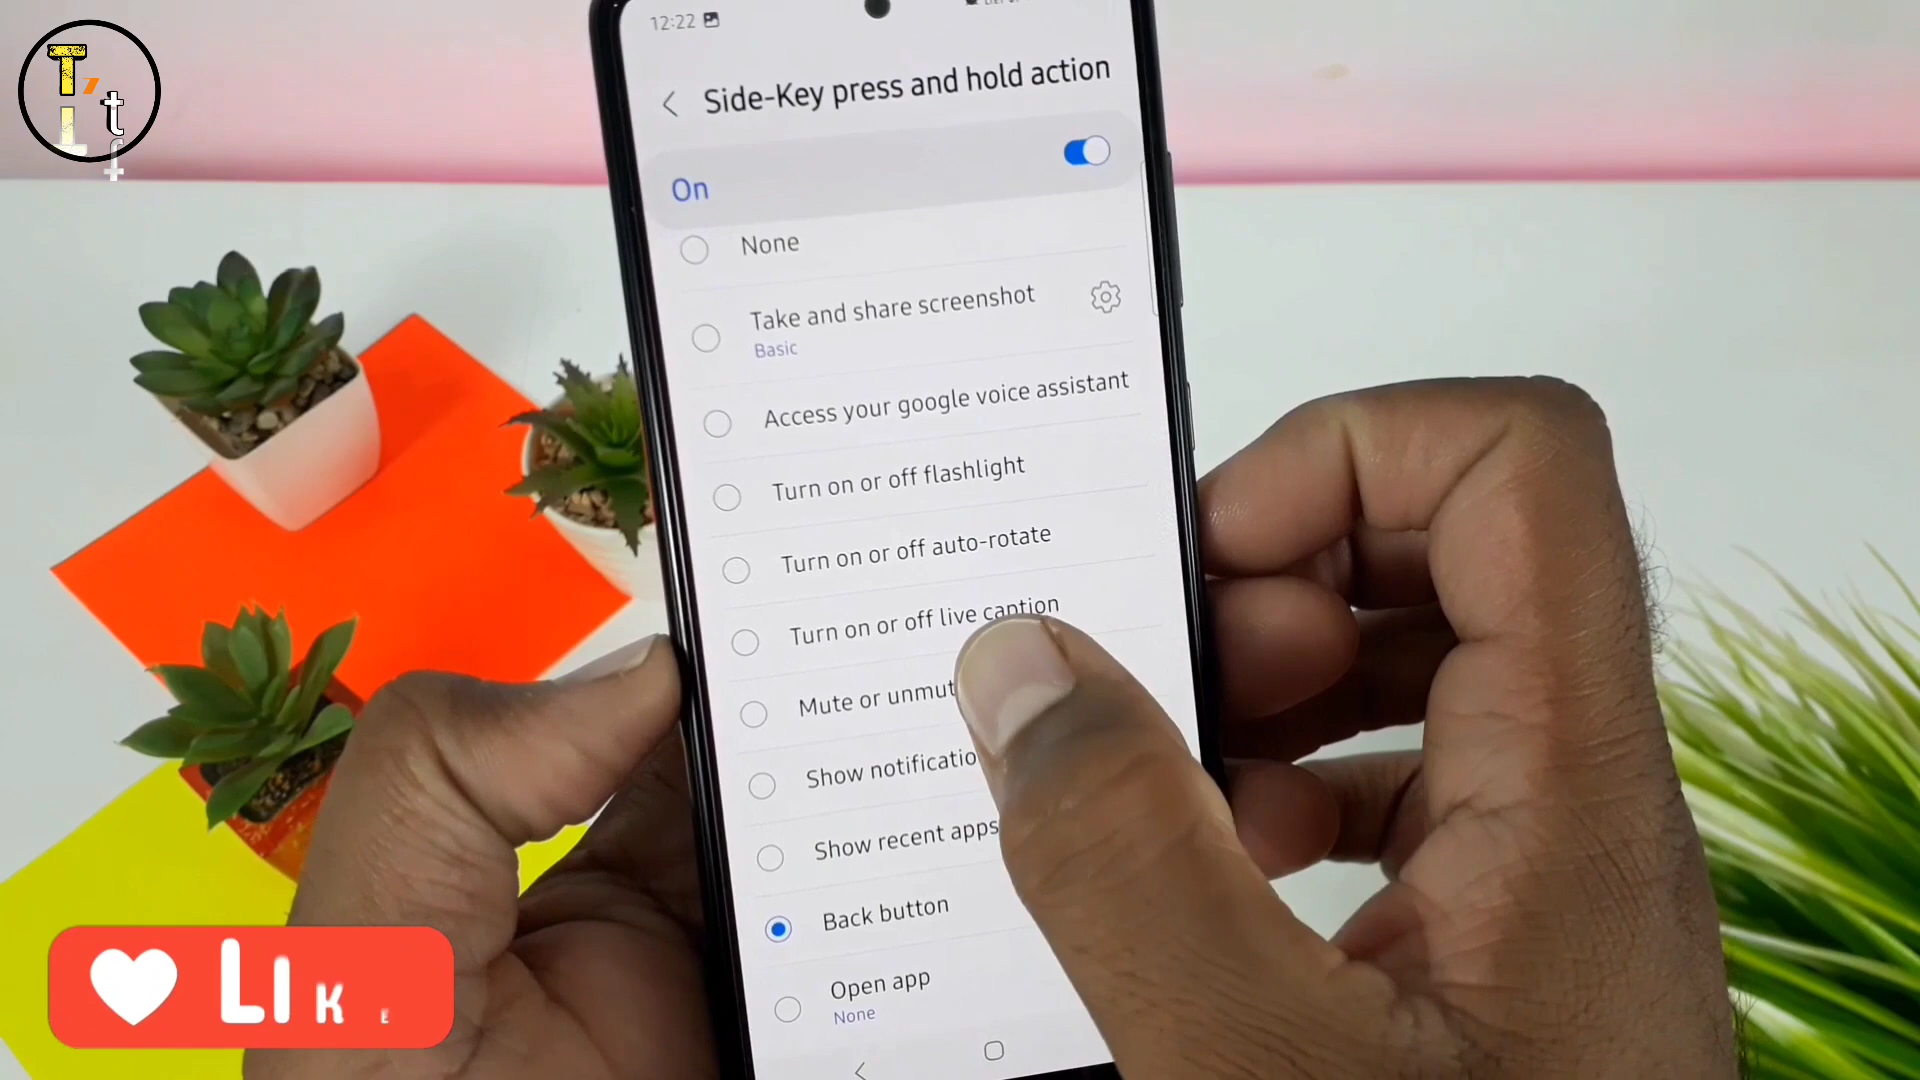 12:22
Side-Key press and hold action
On
None
Take and share screenshot
Basic
Access your google voice assistant
Turn on or off flashlight
Turn on or off auto-rotate
Turn on or off live caption
Mute or unmut
Show notificatio
Show recent apps
Back button
Open app
None
LIKE